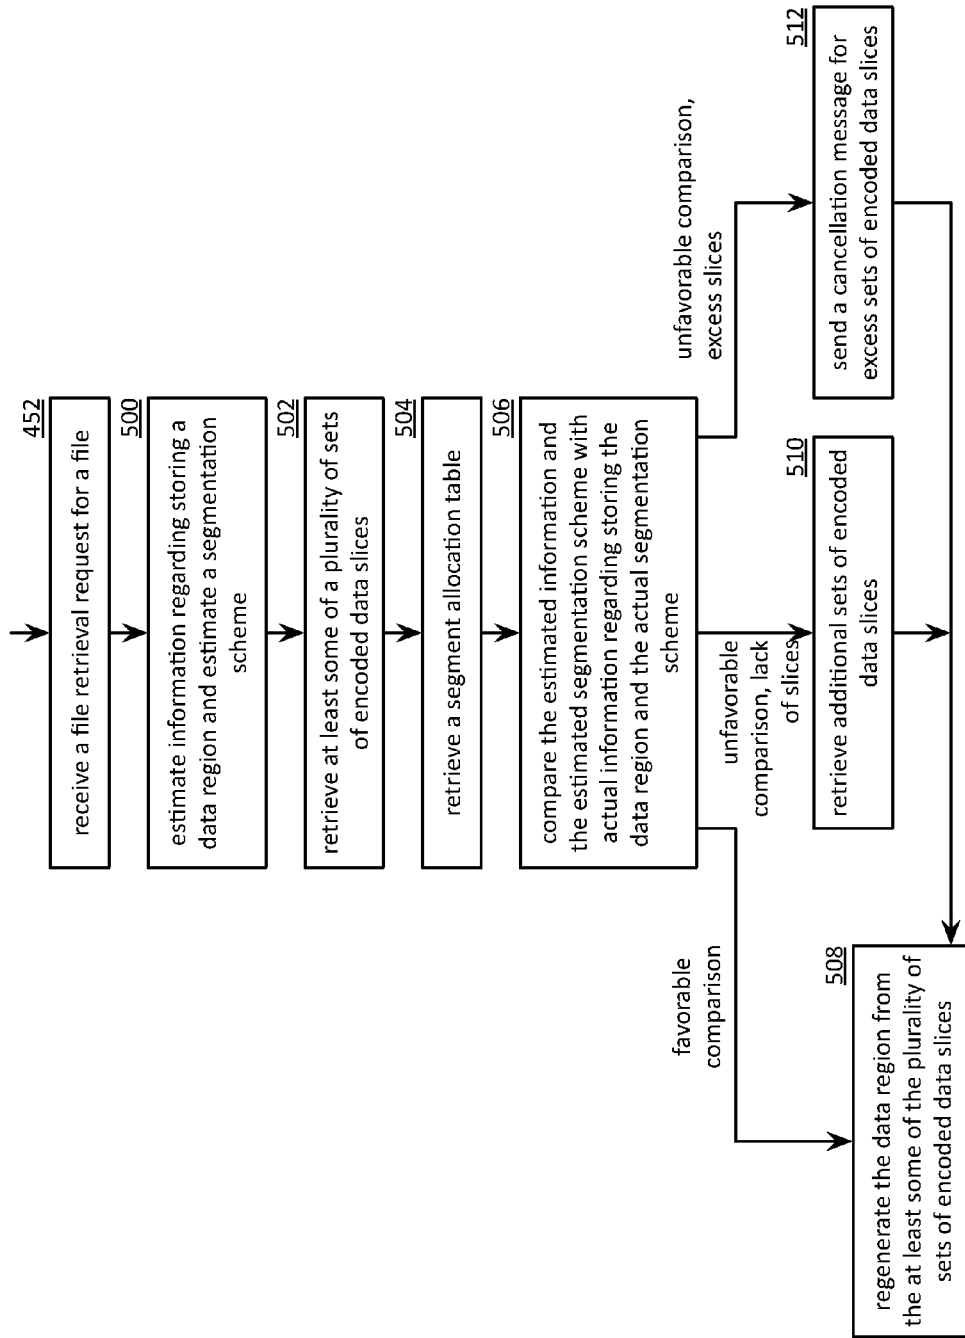 452
receive a file retrieval request for a file
500
estimate information regarding storing a
data region and estimate a segmentation
scheme
502
retrieve at least some of a plurality of sets
of encoded data slices
504
retrieve a segment allocation table
506
compare the estimated information and
the estimated segmentation scheme with
actual information regarding storing the
data region and the actual segmentation
scheme
favorable
comparison
unfavorable
comparison, lack
of slices
unfavorable comparison,
excess slices
508
regenerate the data region from
the at least some of the plurality of
sets of encoded data slices
510
retrieve additional sets of encoded
data slices
512
send a cancellation message for
excess sets of encoded data slices